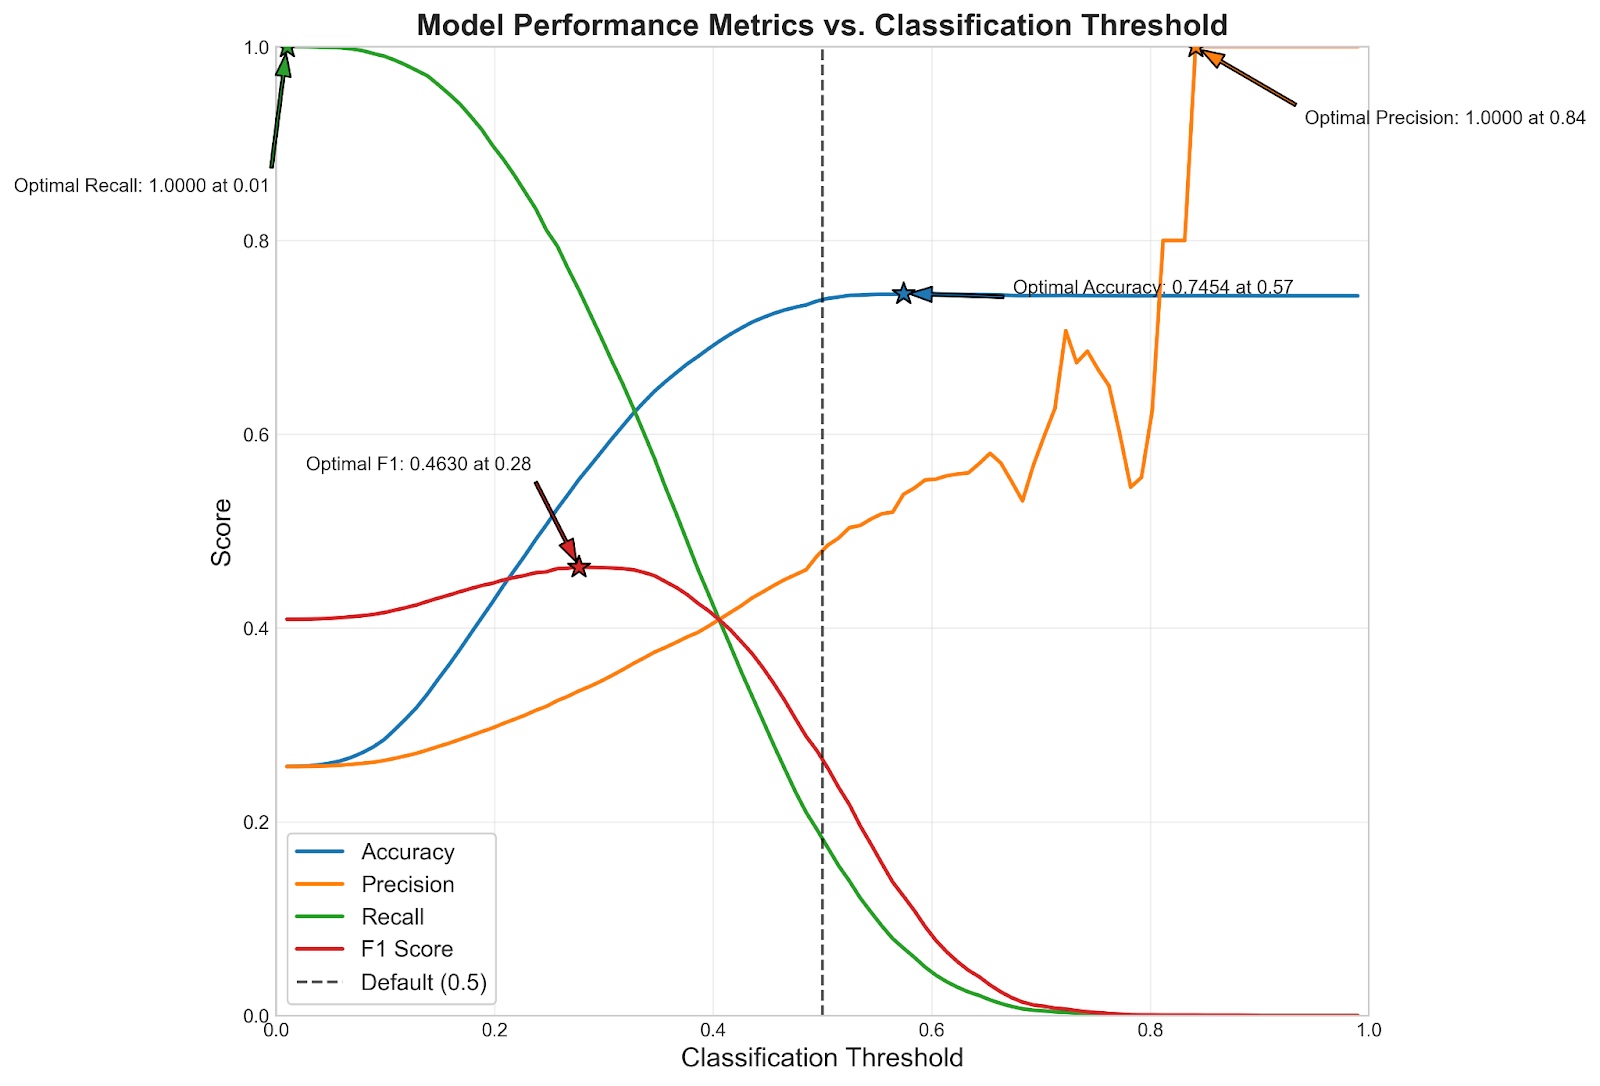 Model Performance Metrics vs. Classification Threshold
1.0
Optimal Precision: 1.0000 at 0.84
Optimal Recall: 1.0000 at 0.01
0.8
Optimal Accuracy: 0.7454 at 0.57
0.6
Optimal F1: 0.4630 at 0.28
Score
0.4
0.2
Accuracy
Precision
Recall
F1 Score
Default (0.5)
0.0
0.0 0.2 0.4 0.6 0.8 1.0
Classification Threshold